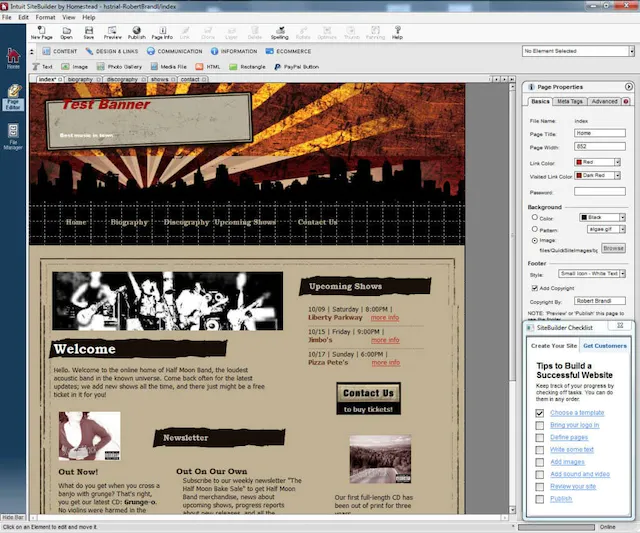 Intuit SiteBuilder by Homestead - hstrial-RobertBrandl/index
File Edit Format View Help
New Page Open Save Preview Publish Page Info Undo Redo Cut Copy Paste Spelling Help
CONTENT DESIGN & LINKS COMMUNICATION INFORMATION ECOMMERCE
No Element Selected
Text Image Photo Gallery Media File HTML Rectangle PayPal Button
Home
Page
Editor
File
Manager
index* biography discography shows contact
Test Banner
Best music in town
Home Biography Discography Upcoming Shows Contact Us
Upcoming Shows
10/09 | Saturday | 8:00PM |
Liberty Parkway more info
10/15 | Friday | 9:00PM |
Jimbo's more info
10/17 | Sunday | 6:00PM |
Pizza Pete's more info
Welcome
Hello. Welcome to the online home of Half Moon Band, the loudest
acoustic band in the known universe. Come back often for the latest
updates; we add new shows all the time, and there just might be a free
ticket in it for you!
Contact Us
to buy tickets!
Newsletter
Out Now!
What do you get when you cross a
banjo with grunge? That's right,
you get our latest CD: Grunge-o.
No violins were harmed in the
Out On Our Own
Subscribe to our weekly newsletter "The
Half Moon Bake Sale" to get Half Moon
Band merchandise, news about
upcoming shows, progress reports
about new releases, and all the
Our first full-length CD has
been out of print for three
Page Properties
Basics Meta Tags Advanced
File Name: index
Page Title: Home
Page Width: 852
Link Color: Red
Visited Link Color: Dark Red
Password:
Background
Color: Black
Pattern: algae.gif
Image:
files/QuickSiteImages/b Browse
Footer
Style: Small Icon - White Text
Add Copyright
Copyright By: Robert Brandl
NOTE: 'Preview' or 'Publish' this page to
SiteBuilder Checklist
Create Your Site Get Customers
Tips to Build a
Successful Website
Keep track of your progress by
checking off tasks. You can do
them in any order.
Choose a template
Bring your logo in
Define pages
Write some text
Add images
Add sound and video
Review your site
Publish
Hide Bar
Click on an Element to edit and move it
Online